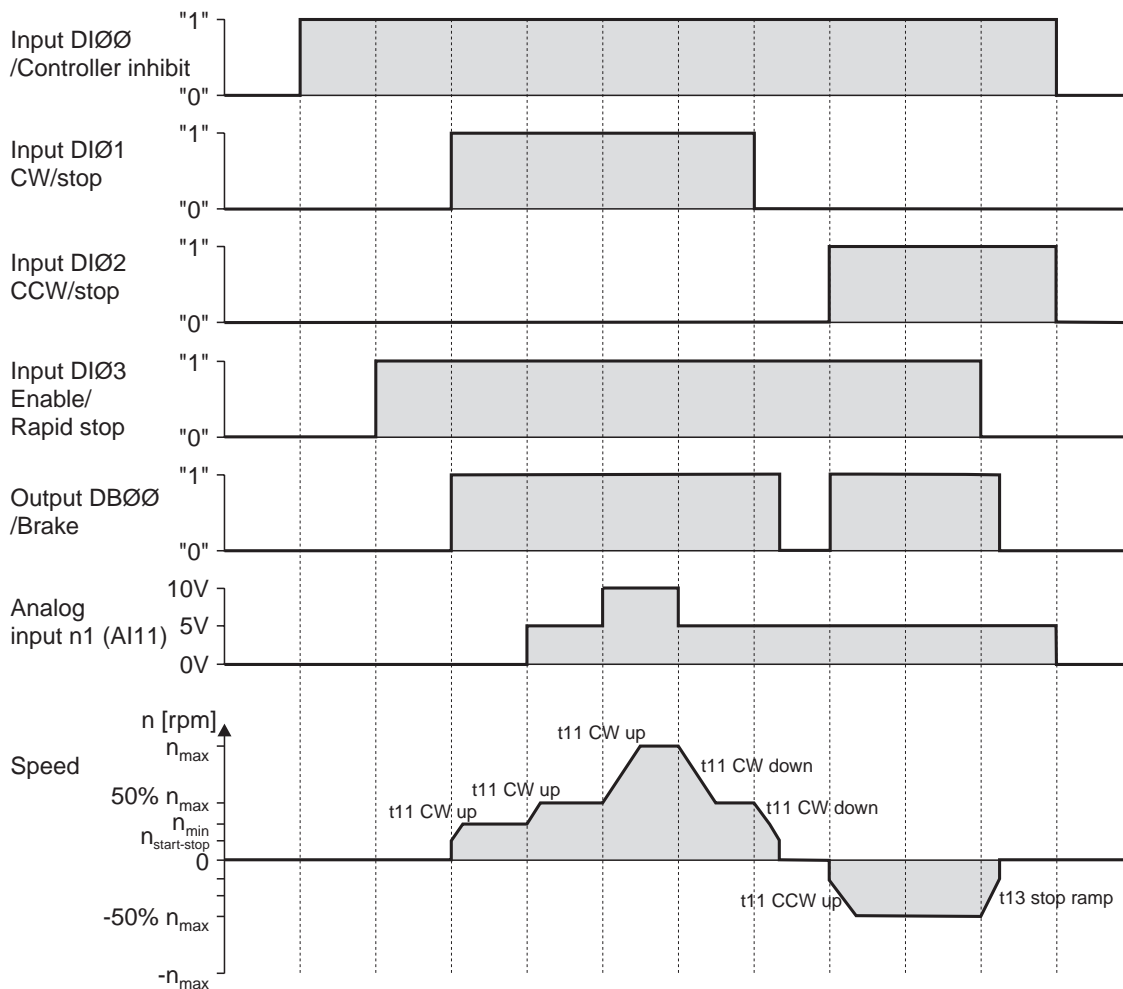 "1"
Input DIØØ
/Controller inhibit
"0"
"1"
Input DIØ1
CW/stop
"0"
"1"
Input DIØ2
CCW/stop
"0"
"1"
Input DIØ3
Enable/
Rapid stop
"0"
"1"
Output DBØØ
/Brake
"0"
10V
Analog
input n1 (AI11)
5V
0V
n [rpm]
nmax
Speed
50% nmax
nmin
nstart-stop
0
-50% nmax
-nmax
t11 CW up
t11 CW up
t11 CW up
t11 CW down
t11 CW down
t11 CCW up
t13 stop ramp